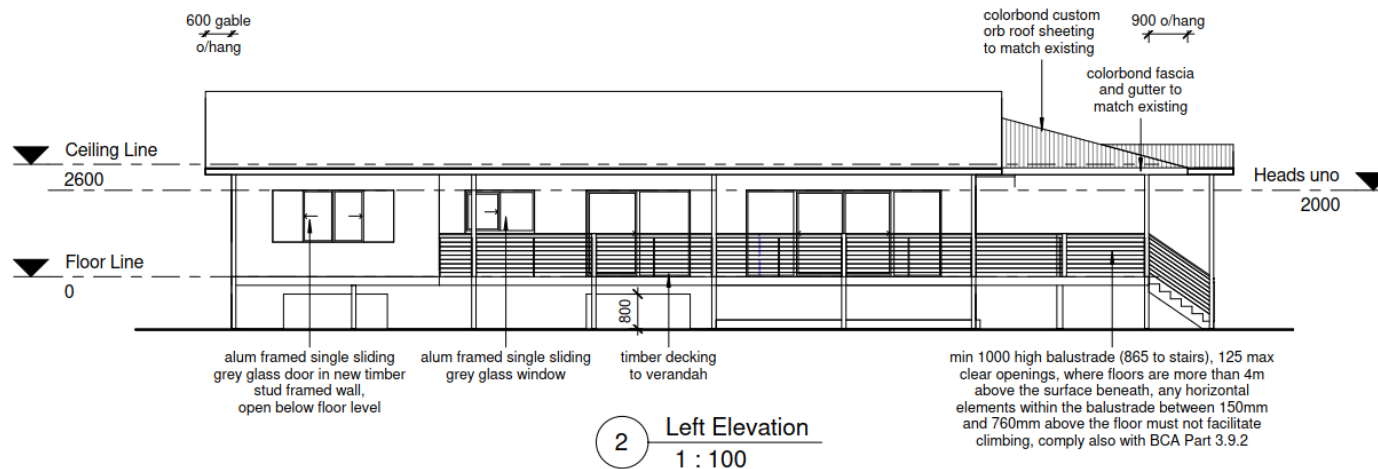 600 gable
o/hang
colorbond custom
orb roof sheeting
to match existing
900 o/hang
colorbond fascia
and gutter to
match existing
Ceiling Line
2600
Heads uno
2000
Floor Line
0
800
alum framed single sliding
grey glass door in new timber
stud framed wall,
open below floor level
alum framed single sliding
grey glass window
timber decking
to verandah
min 1000 high balustrade (865 to stairs), 125 max
clear openings, where floors are more than 4m
above the surface beneath, any horizontal
elements within the balustrade between 150mm
and 760mm above the floor must not facilitate
climbing, comply also with BCA Part 3.9.2
2
Left Elevation
1 : 100